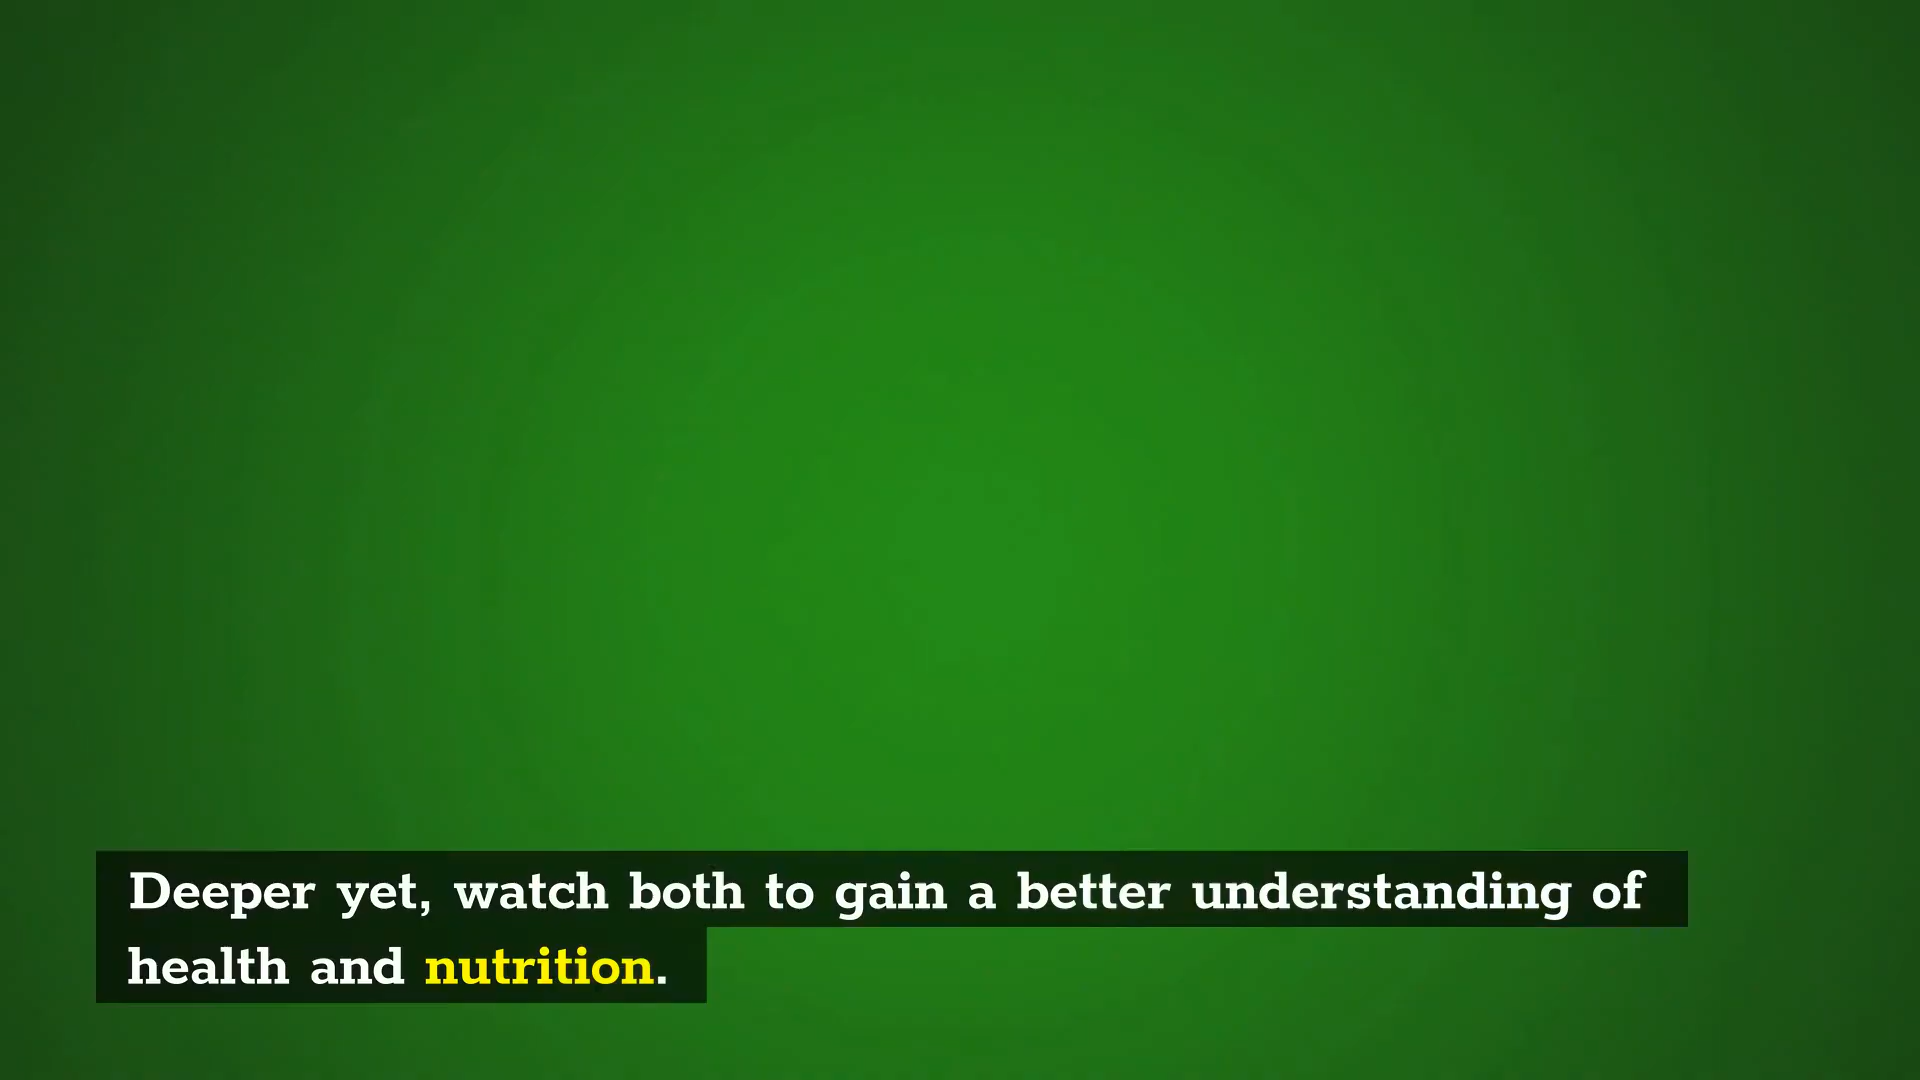 Deeper yet, watch both to gain a better understanding of
health and nutrition.